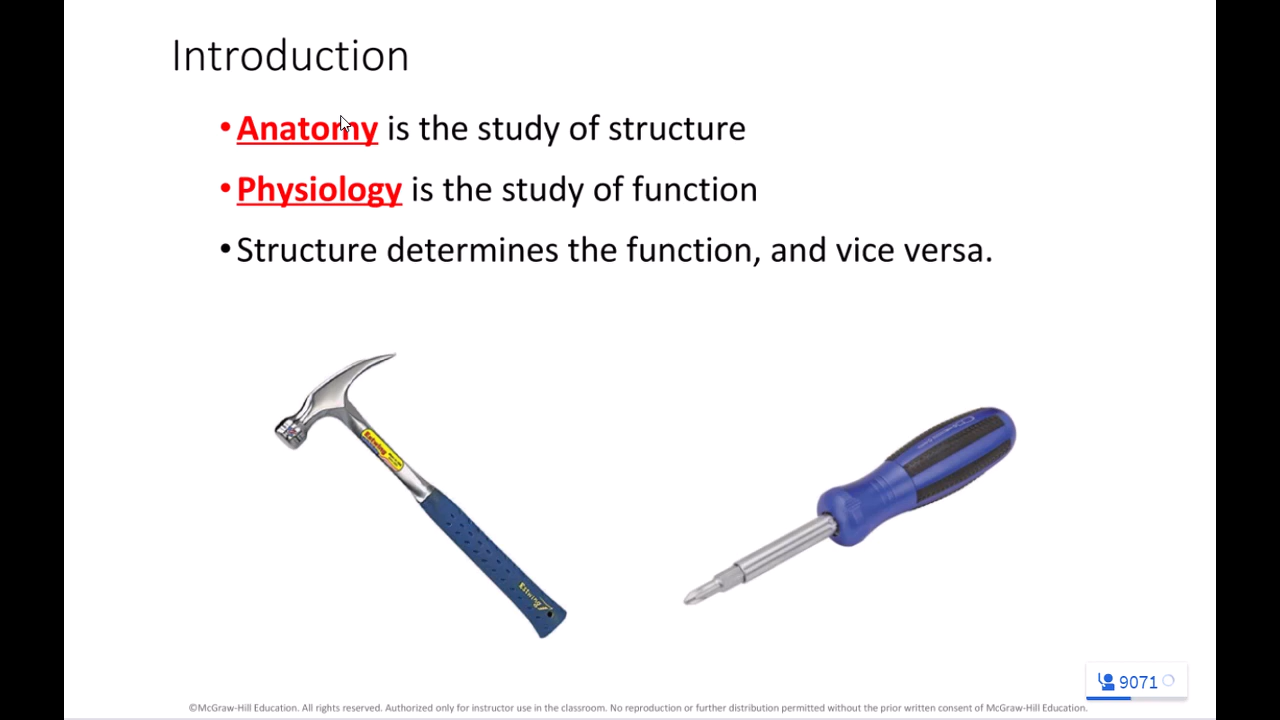 Introduction
•Anatomy is the study of structure
•Physiology is the study of function
•Structure determines the function, and vice versa.
Estwing
Estwing
9071
©McGraw-Hill Education. All rights reserved. Authorized only for instructor use in the classroom. No reproduction or further distribution permitted without the prior written consent of McGraw-Hill Education.